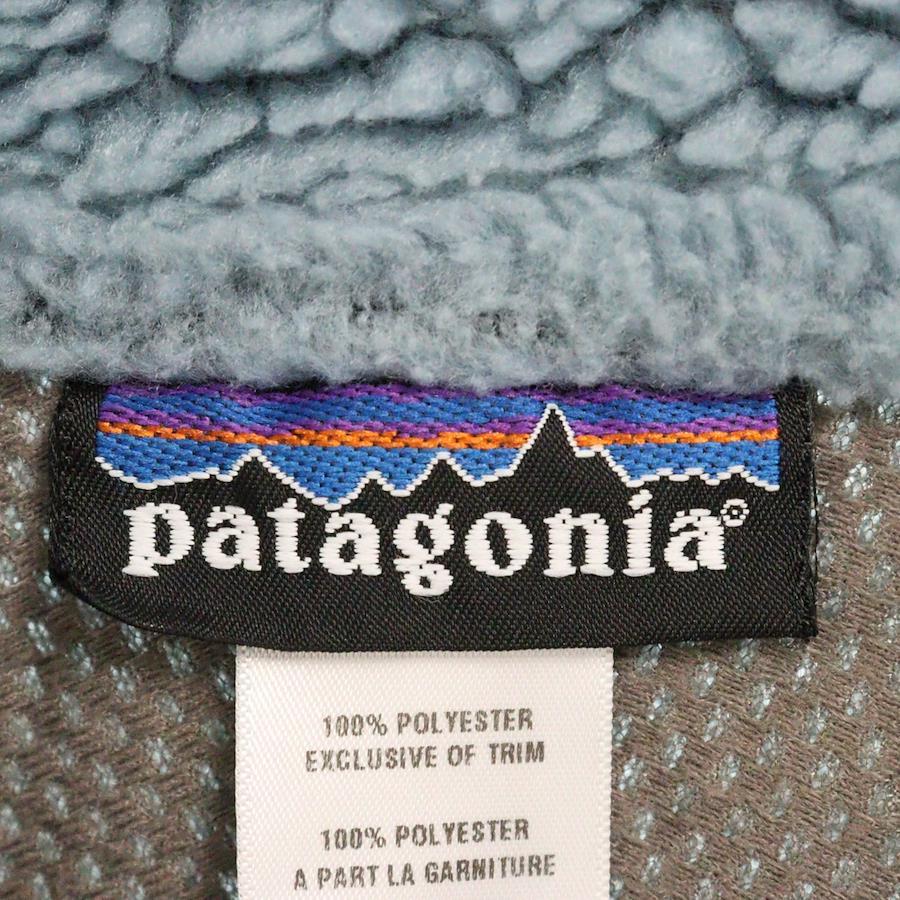 patagonia®
100% POLYESTER
EXCLUSIVE OF TRIM
100% POLYESTER
A PART LA GARNITURE